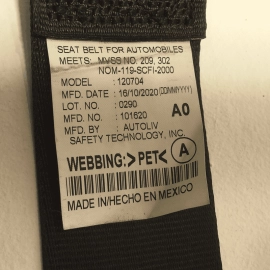 SEAT BELT FOR AUTOMOBILES
MEETS: MVSS NO. 209, 302
NOM-119-SCFI-2000
MODEL : 120704
MFD. DATE : 16/10/2020 (DDMMYYYY)
LOT. NO. : 0290 A0
MFD. NO. : 101620
MFD. BY : AUTOLIV
SAFETY TECHNOLOGY, INC.
WEBBING:>PET< A
MADE IN/HECHO EN MEXICO